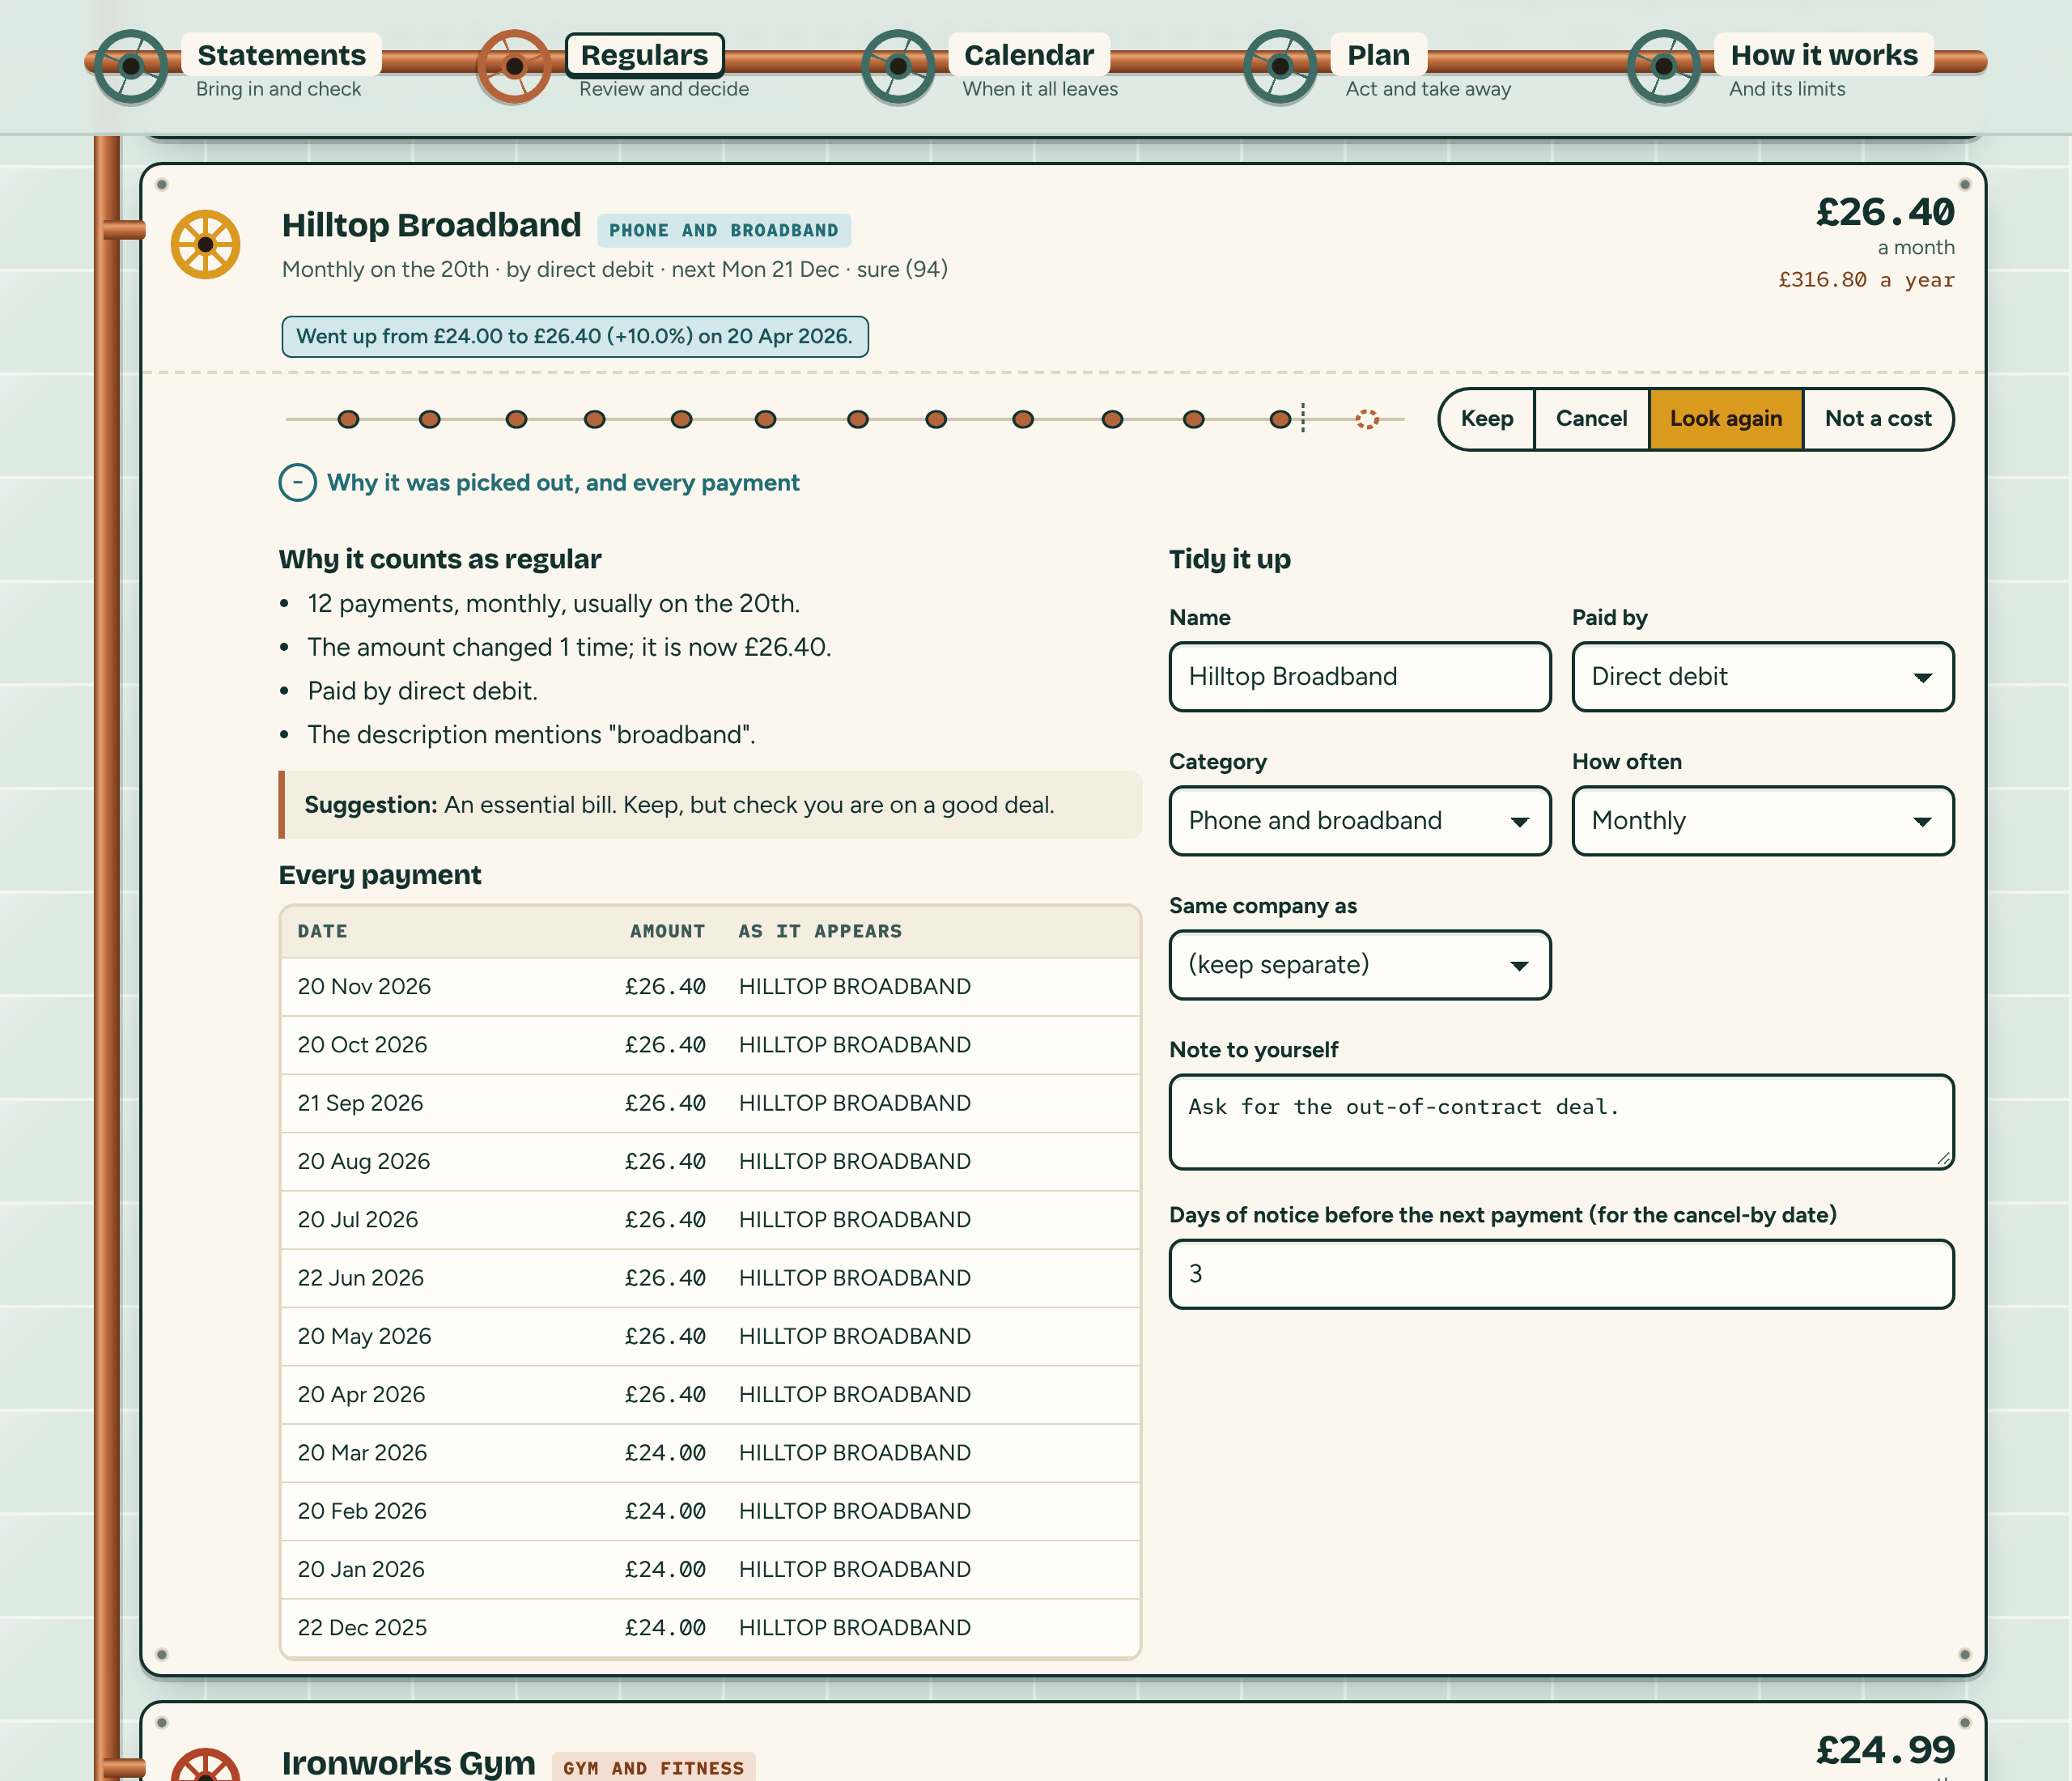 Statements
Bring in and check
Regulars
Review and decide
Calendar
When it all leaves
Plan
Act and take away
How it works
And its limits
Hilltop Broadband PHONE AND BROADBAND
£26.40
a month
£316.80 a year
Monthly on the 20th · by direct debit · next Mon 21 Dec · sure (94)
Went up from £24.00 to £26.40 (+10.0%) on 20 Apr 2026.
Keep Cancel Look again Not a cost
- Why it was picked out, and every payment
Why it counts as regular
• 12 payments, monthly, usually on the 20th.
• The amount changed 1 time; it is now £26.40.
• Paid by direct debit.
• The description mentions "broadband".
Suggestion: An essential bill. Keep, but check you are on a good deal.
Every payment
DATE AMOUNT AS IT APPEARS
20 Nov 2026 £26.40 HILLTOP BROADBAND
20 Oct 2026 £26.40 HILLTOP BROADBAND
21 Sep 2026 £26.40 HILLTOP BROADBAND
20 Aug 2026 £26.40 HILLTOP BROADBAND
20 Jul 2026 £26.40 HILLTOP BROADBAND
22 Jun 2026 £26.40 HILLTOP BROADBAND
20 May 2026 £26.40 HILLTOP BROADBAND
20 Apr 2026 £26.40 HILLTOP BROADBAND
20 Mar 2026 £24.00 HILLTOP BROADBAND
20 Feb 2026 £24.00 HILLTOP BROADBAND
20 Jan 2026 £24.00 HILLTOP BROADBAND
22 Dec 2025 £24.00 HILLTOP BROADBAND
Tidy it up
Name
Hilltop Broadband
Paid by
Direct debit
Category
Phone and broadband
How often
Monthly
Same company as
(keep separate)
Note to yourself
Ask for the out-of-contract deal.
Days of notice before the next payment (for the cancel-by date)
3
Ironworks Gym GYM AND FITNESS
£24.99